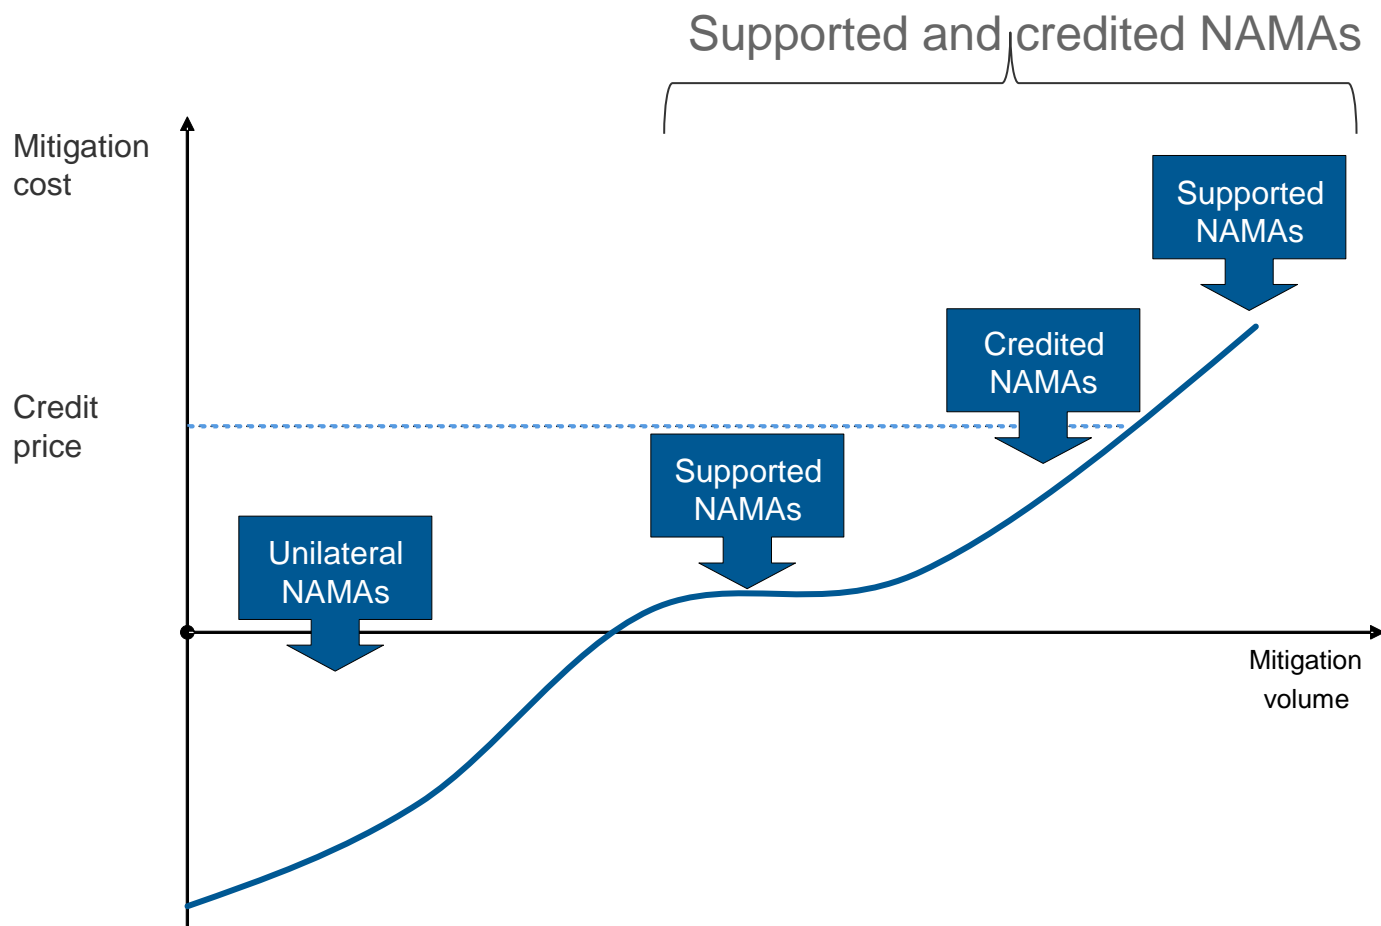 Supported and credited NAMAs
Mitigation
cost
Supported
NAMAs
Credited
NAMAs
Credit
price
Supported
NAMAs
Unilateral
NAMAs
Mitigation
volume